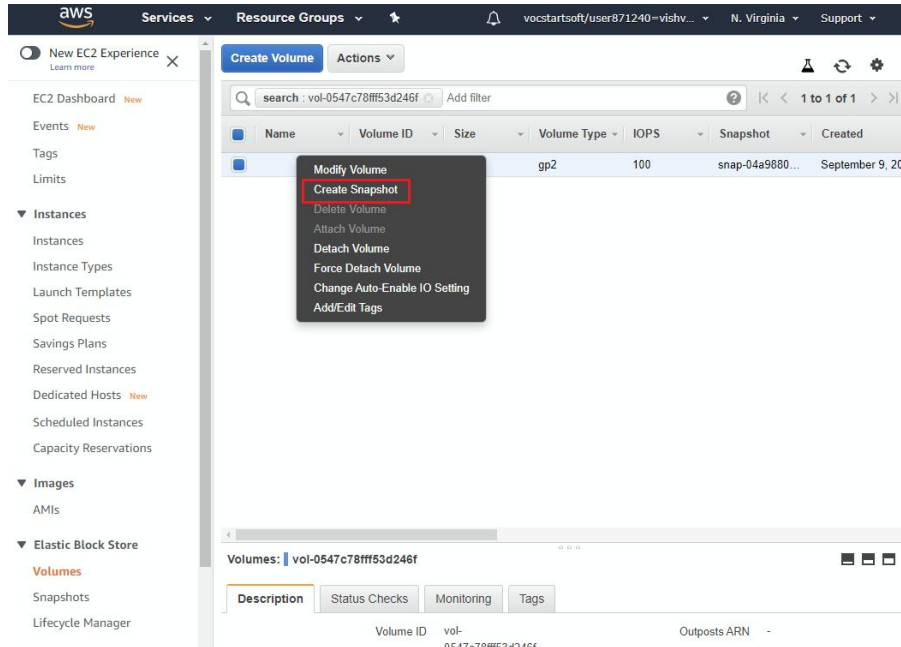 aws
Services
Resource Groups
vocstartsoft/user871240=vishv...
N. Virginia
Support
New EC2 Experience
Learn more
EC2 Dashboard New
Events New
Tags
Limits
Instances
Instances
Instance Types
Launch Templates
Spot Requests
Savings Plans
Reserved Instances
Dedicated Hosts New
Scheduled Instances
Capacity Reservations
Images
AMIs
Elastic Block Store
Volumes
Snapshots
Lifecycle Manager
Create Volume
Actions
search : vol-0547c78fff53d246f Add filter
1 to 1 of 1
Name Volume ID Size Volume Type IOPS Snapshot Created
gp2 100 snap-04a9880... September 9, 20
Modify Volume
Create Snapshot
Delete Volume
Attach Volume
Detach Volume
Force Detach Volume
Change Auto-Enable IO Setting
Add/Edit Tags
Volumes: vol-0547c78fff53d246f
Description Status Checks Monitoring Tags
Volume ID vol- Outposts ARN -
0547c78fff53d246f